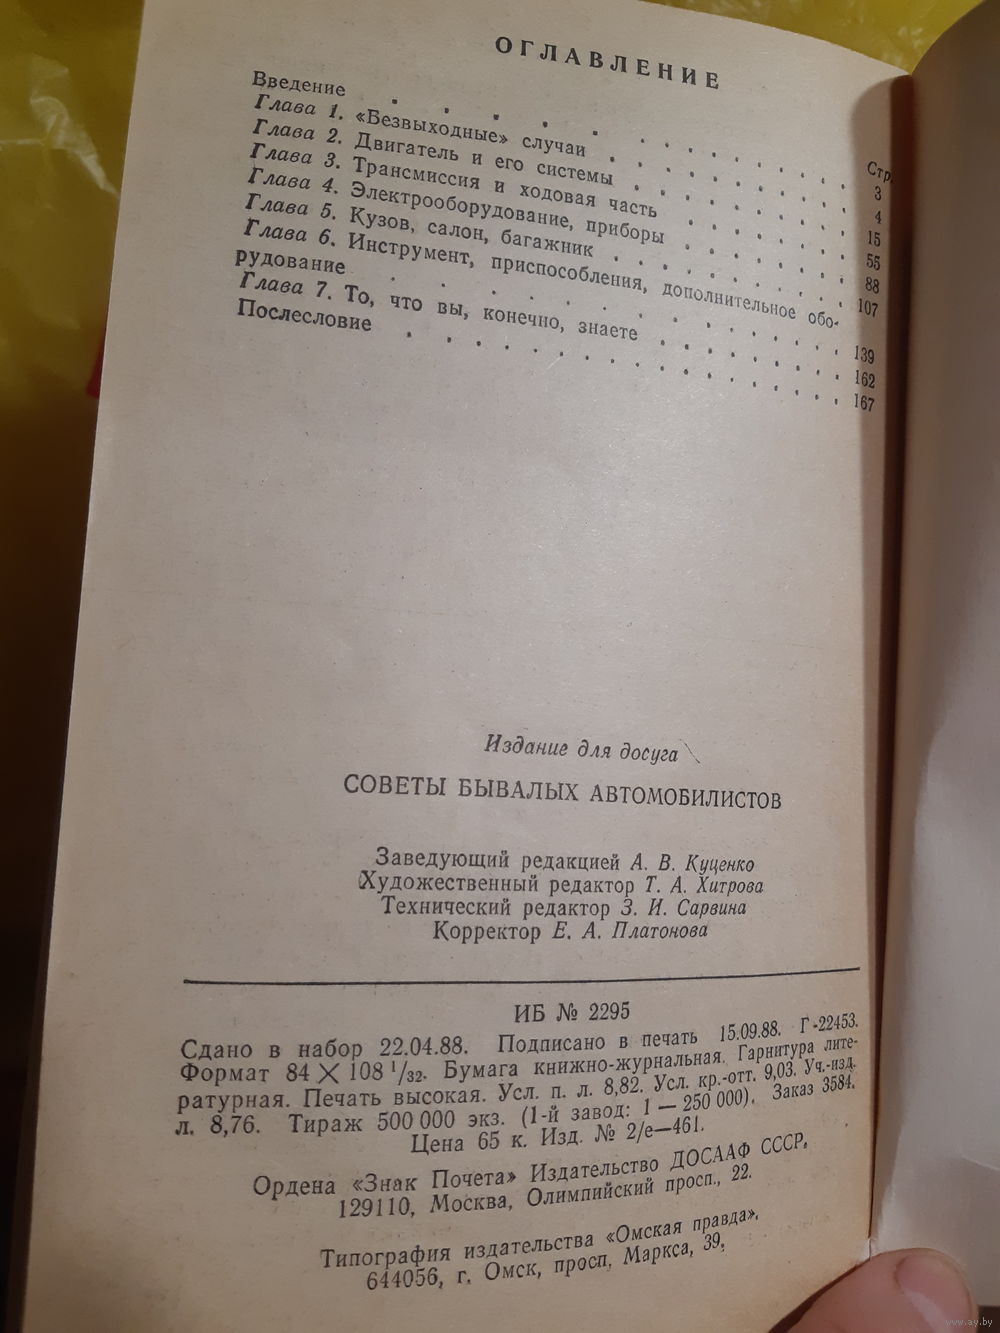 ОГЛАВЛЕНИЕ
Стр.
Введение . . . . . . . . . . . . . . 3
Глава 1. «Безвыходные» случаи . . . . . . . . 4
Глава 2. Двигатель и его системы . . . . . . . 15
Глава 3. Трансмиссия и ходовая часть . . . . . . 55
Глава 4. Электрооборудование, приборы . . . . . . 88
Глава 5. Кузов, салон, багажник . . . . . . . . 107
Глава 6. Инструмент, приспособления, дополнительное обо-
рудование . . . . . . . . . . . . . 139
Глава 7. То, что вы, конечно, знаете . . . . . . . 162
Послесловие . . . . . . . . . . . . . 167
Издание для досуга
СОВЕТЫ БЫВАЛЫХ АВТОМОБИЛИСТОВ
Заведующий редакцией А. В. Куценко
Художественный редактор Т. А. Хитрова
Технический редактор З. И. Сарвина
Корректор Е. А. Платонова
ИБ № 2295
Сдано в набор 22.04.88. Подписано в печать 15.09.88. Г-22453.
Формат 84×108 1/32. Бумага книжно-журнальная. Гарнитура лите-
ратурная. Печать высокая. Усл. п. л. 8,82. Усл. кр.-отт. 9,03. Уч.-изд.
л. 8,76. Тираж 500 000 экз. (1-й завод: 1 — 250 000). Заказ 3584.
Цена 65 к. Изд. № 2/е—461.
Ордена «Знак Почета» Издательство ДОСААФ СССР.
129110, Москва, Олимпийский просп., 22.
Типография издательства «Омская правда».
644056, г. Омск, просп. Маркса, 39.
www.ay.by